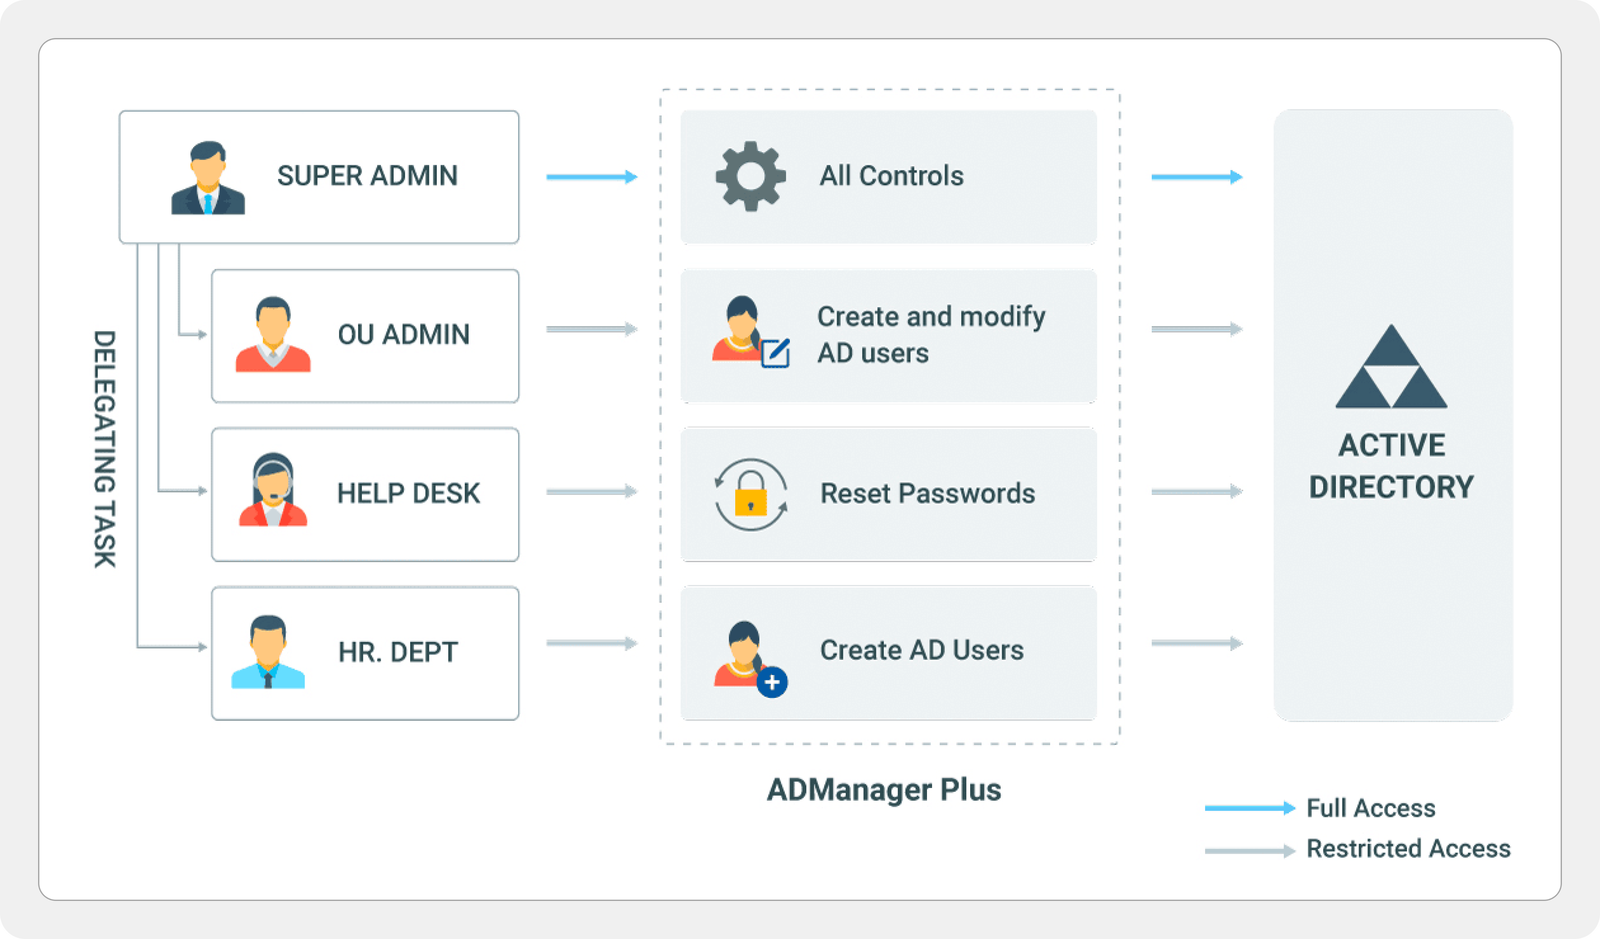 SUPER ADMIN
All Controls
DELEGATING TASK
OU ADMIN
Create and modify
AD users
HELP DESK
Reset Passwords
HR. DEPT
Create AD Users
ACTIVE
DIRECTORY
ADManager Plus
Full Access
Restricted Access